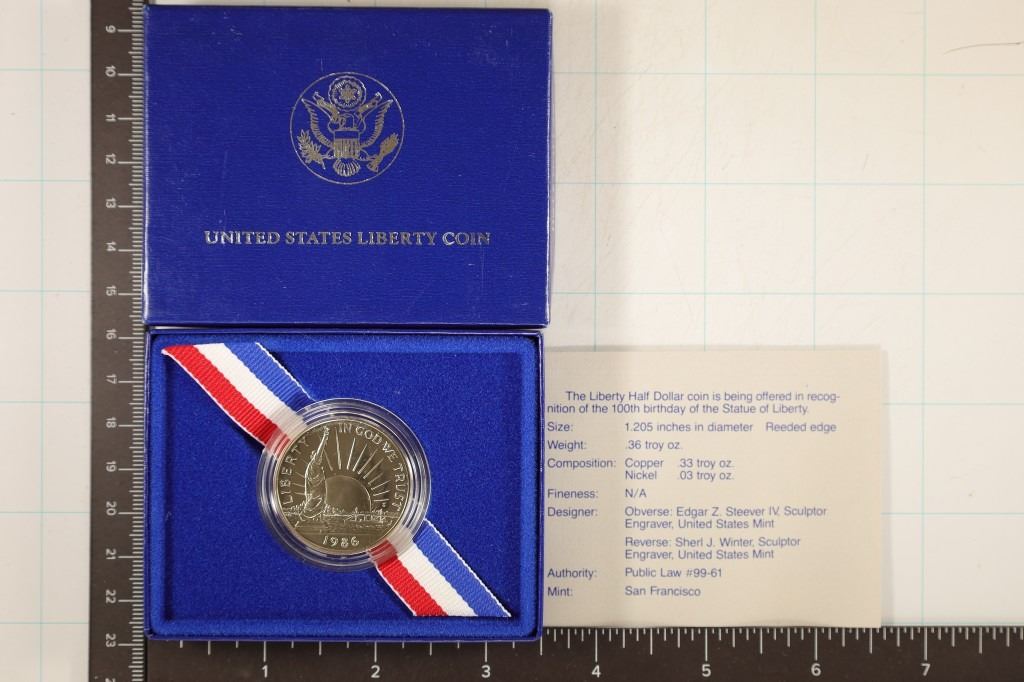 UNITED STATES LIBERTY COIN
LIBERTY
IN GOD WE TRUST
1986
The Liberty Half Dollar coin is being offered in recog-
nition of the 100th birthday of the Statue of Liberty.
Size: 1.205 inches in diameter Reeded edge
Weight: .36 troy oz.
Composition: Copper .33 troy oz.
Nickel .03 troy oz.
Fineness: N/A
Designer: Obverse: Edgar Z. Steever IV, Sculptor
Engraver, United States Mint
Reverse: Sherl J. Winter, Sculptor
Engraver, United States Mint
Authority: Public Law #99-61
Mint: San Francisco
9
10
11
12
13
14
15
16
17
18
19
20
21
22
23
1 2 3 4 5 6 7